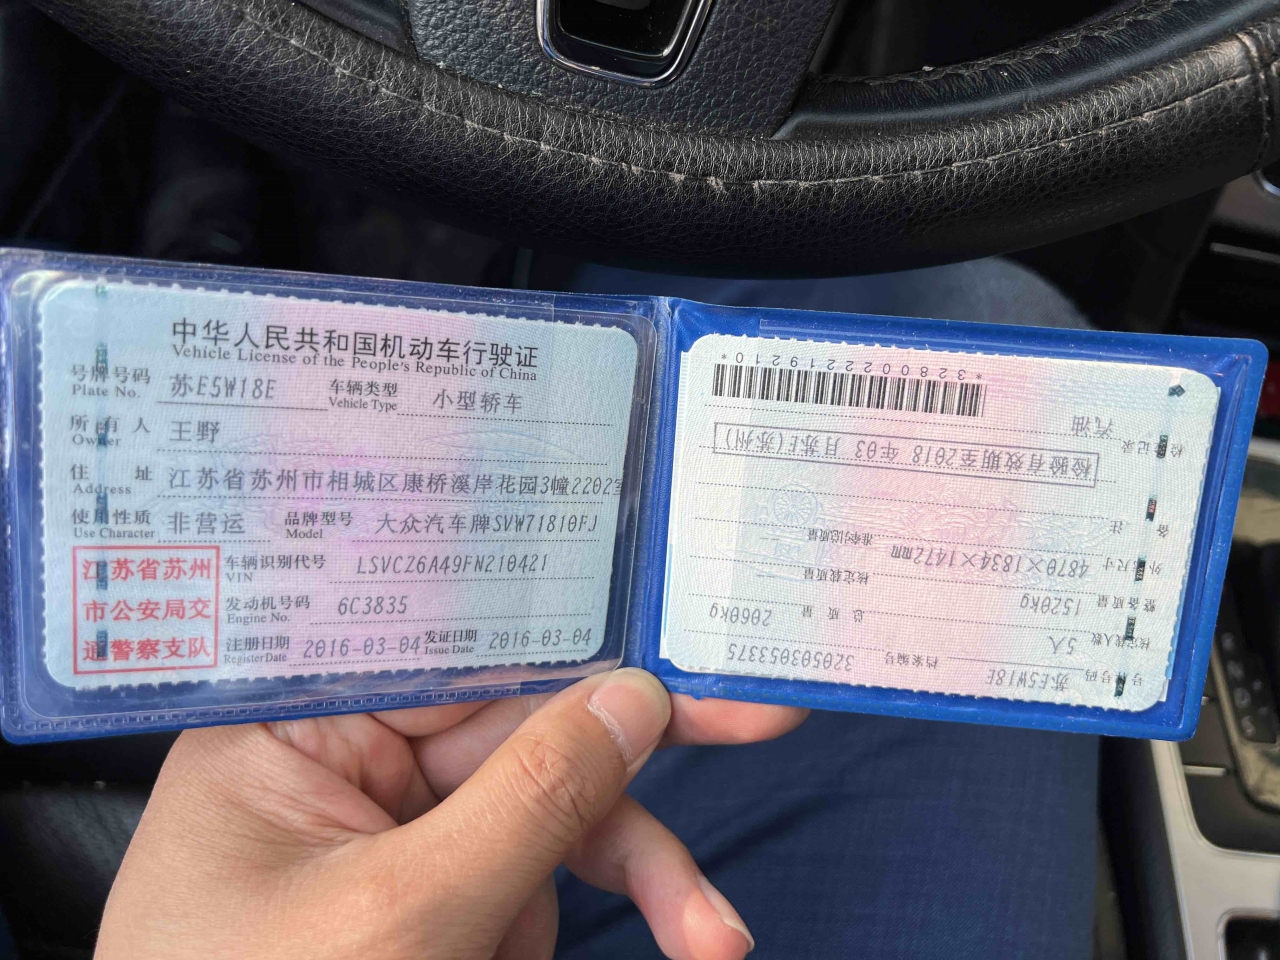 中华人民共和国机动车行驶证
Vehicle License of the People's Republic of China
号牌号码 苏E5W18E 车辆类型 小型轿车
Plate No. Vehicle Type
所有人 王野
Owner
住址 江苏省苏州市相城区康桥溪岸花园3幢2202室
Address
使用性质 非营运 品牌型号 大众汽车牌SVW71810FJ
Use Character Model
江苏省苏州
市公安局交
通警察支队
车辆识别代号 LSVCZ6A49FN210421
VIN
发动机号码 6C3835
Engine No.
注册日期 2016-03-04 发证日期 2016-03-04
Register Date Issue Date
号牌号码 苏E5W18E 档案编号 320503053375
核定载人数 5人 总质量 2060kg
整备质量 1520kg 核定载质量 —
外廓尺寸 4870×1834×1472mm 准牵引总质量 —
备注
检验有效期至2018年03月苏E(苏州)
检验记录
汽油
*3280022219210*